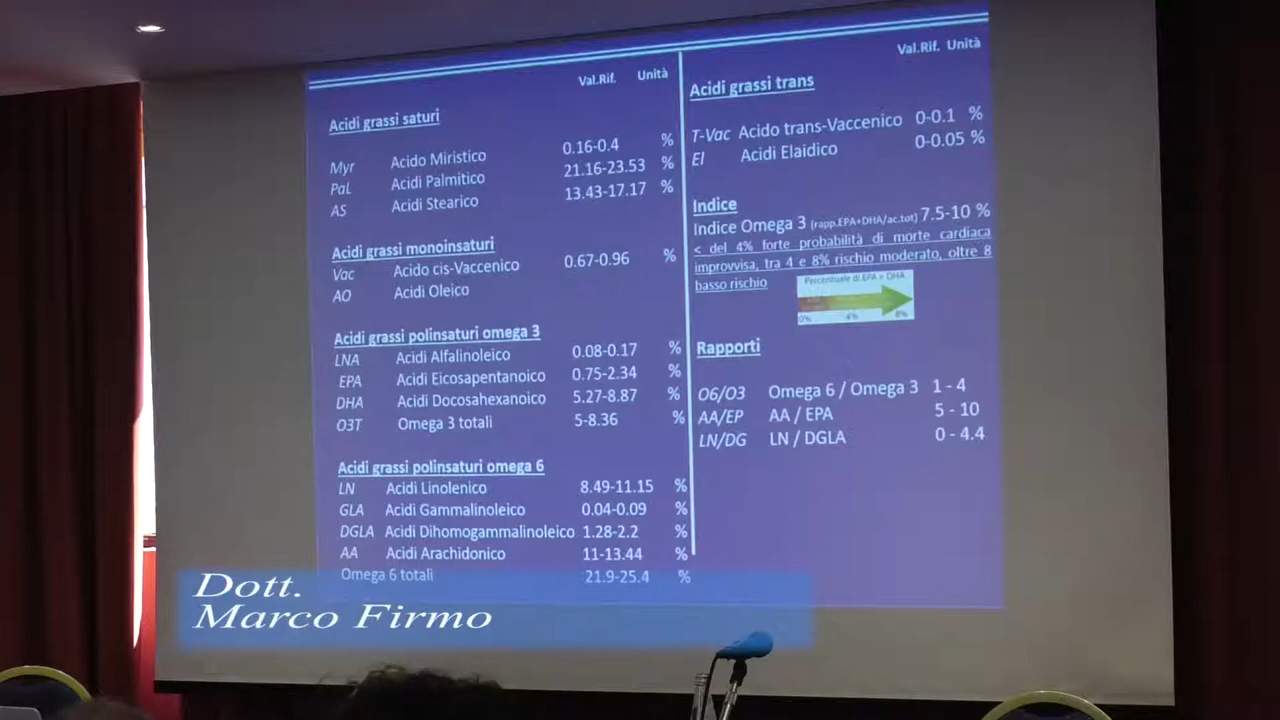 Val.Rif. Unità
Acidi grassi saturi
Myr Acido Miristico 0.16-0.4 %
PaL Acidi Palmitico 21.16-23.53 %
AS Acidi Stearico 13.43-17.17 %
Acidi grassi monoinsaturi
Vac Acido cis-Vaccenico 0.67-0.96 %
AO Acidi Oleico
Acidi grassi polinsaturi omega 3
LNA Acidi Alfalinoleico 0.08-0.17 %
EPA Acidi Eicosapentanoico 0.75-2.34 %
DHA Acidi Docosahexanoico 5.27-8.87 %
O3T Omega 3 totali 5-8.36 %
Acidi grassi polinsaturi omega 6
LN Acidi Linolenico 8.49-11.15 %
GLA Acidi Gammalinoleico 0.04-0.09 %
DGLA Acidi Dihomogammalinoleico 1.28-2.2 %
AA Acidi Arachidonico 11-13.44 %
Omega 6 totali 21.9-25.4 %
Val.Rif. Unità
Acidi grassi trans
T-Vac Acido trans-Vaccenico 0-0.1 %
El Acidi Elaidico 0-0.05 %
Indice
Indice Omega 3 (rapp.EPA+DHA/ac.tot) 7.5-10 %
< del 4% forte probabilità di morte cardiaca
improvvisa, tra 4 e 8% rischio moderato, oltre 8
basso rischio
Percentuale di EPA + DHA
0% 4% 8%
Rapporti
O6/O3 Omega 6 / Omega 3 1 - 4
AA/EP AA / EPA 5 - 10
LN/DG LN / DGLA 0 - 4.4
Dott.
Marco Firmo